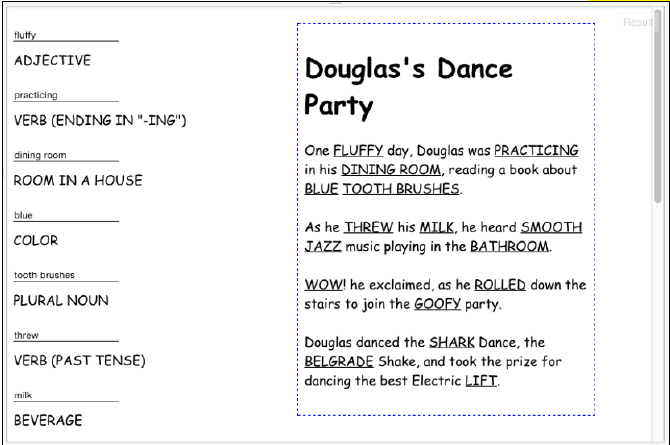 Result
fluffy
ADJECTIVE
practicing
VERB (ENDING IN "-ING")
dining room
ROOM IN A HOUSE
blue
COLOR
tooth brushes
PLURAL NOUN
threw
VERB (PAST TENSE)
milk
BEVERAGE
Douglas's Dance
Party
One FLUFFY day, Douglas was PRACTICING
in his DINING ROOM, reading a book about
BLUE TOOTH BRUSHES.
As he THREW his MILK, he heard SMOOTH
JAZZ music playing in the BATHROOM.
WOW! he exclaimed, as he ROLLED down the
stairs to join the GOOFY party.
Douglas danced the SHARK Dance, the
BELGRADE Shake, and took the prize for
dancing the best Electric LIFT.